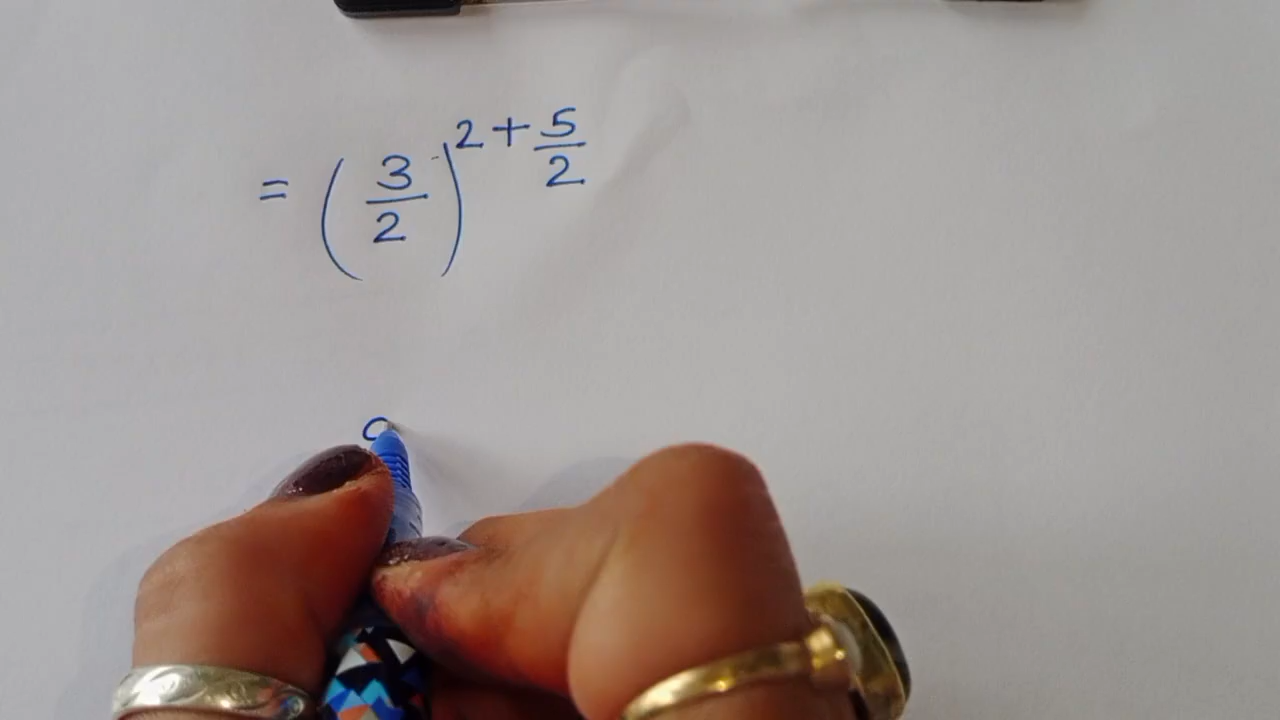 = (3/2)^2 + 5/2
a